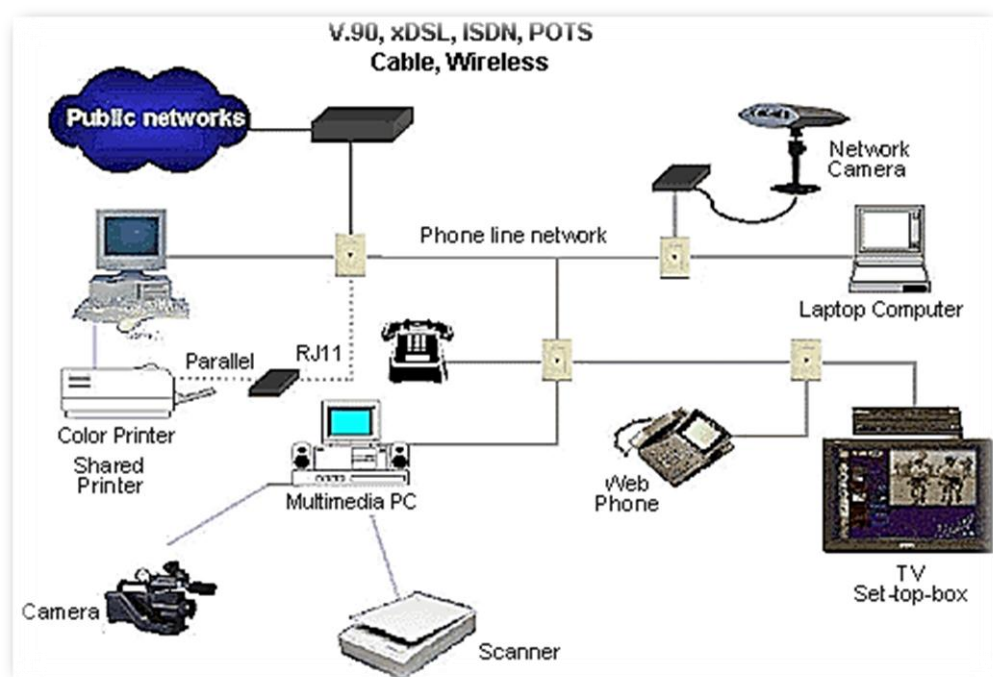 V.90, xDSL, ISDN, POTS
Cable, Wireless
Public networks
Network
Camera
Phone line network
Laptop Computer
Parallel
RJ11
Color Printer
Shared
Printer
Multimedia PC
Web
Phone
TV
Set-top-box
Camera
Scanner